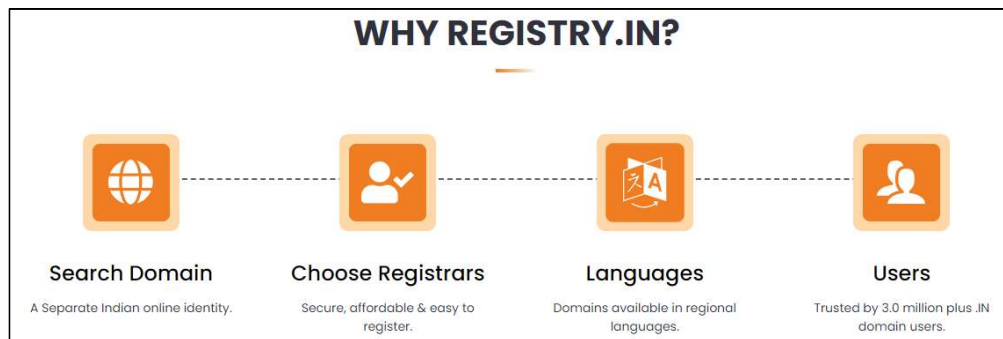 WHY REGISTRY.IN?
Search Domain
A Separate Indian online identity.
Choose Registrars
Secure, affordable & easy to
register.
Languages
Domains available in regional
languages.
Users
Trusted by 3.0 million plus .IN
domain users.